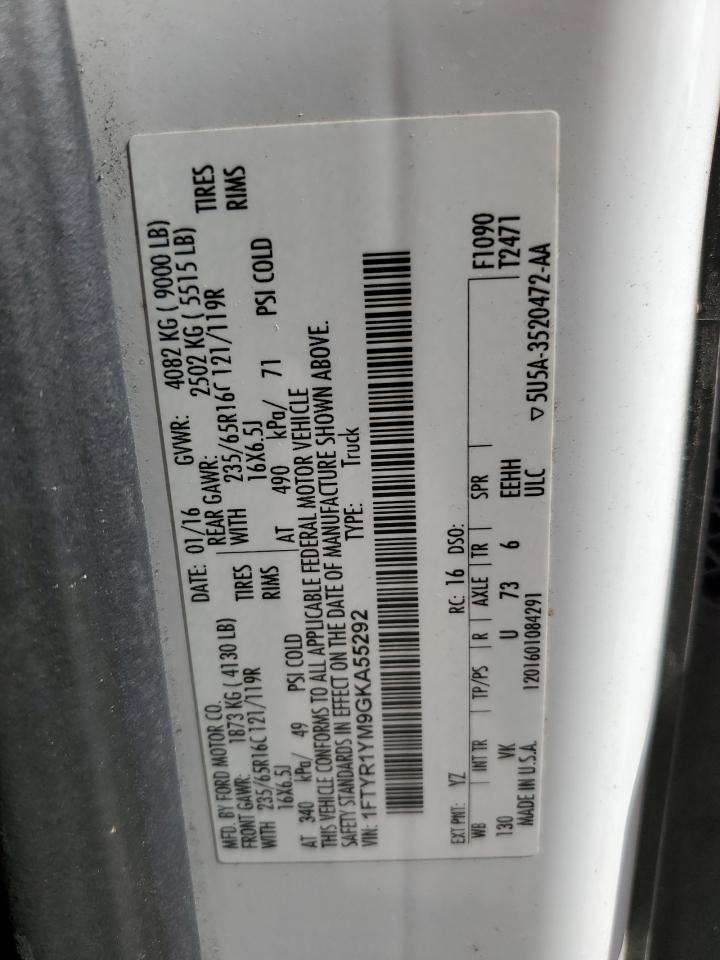 MFD. BY FORD MOTOR CO.
DATE: 01/16 GVWR: 4082 KG ( 9000 LB)
FRONT GAWR: 1873 KG ( 4130 LB) REAR GAWR: 2502 KG ( 5515 LB)
WITH 235/65R16C 121/119R TIRES WITH 235/65R16C 121/119R TIRES
16X6.5J RIMS 16X6.5J RIMS
AT 340 kPa/ 49 PSI COLD AT 490 kPa/ 71 PSI COLD
THIS VEHICLE CONFORMS TO ALL APPLICABLE FEDERAL MOTOR VEHICLE
SAFETY STANDARDS IN EFFECT ON THE DATE OF MANUFACTURE SHOWN ABOVE.
VIN: 1FTYR1YM9GKA55292 TYPE: Truck
EXT PNT: YZ RC: 16 DSO:
WB INT TR TP/PS R AXLE TR SPR F1090
130 VK U 73 6 EEHH T2471
MADE IN U.S.A. 1201601084291 ULC ▽5U5A-3520472-AA